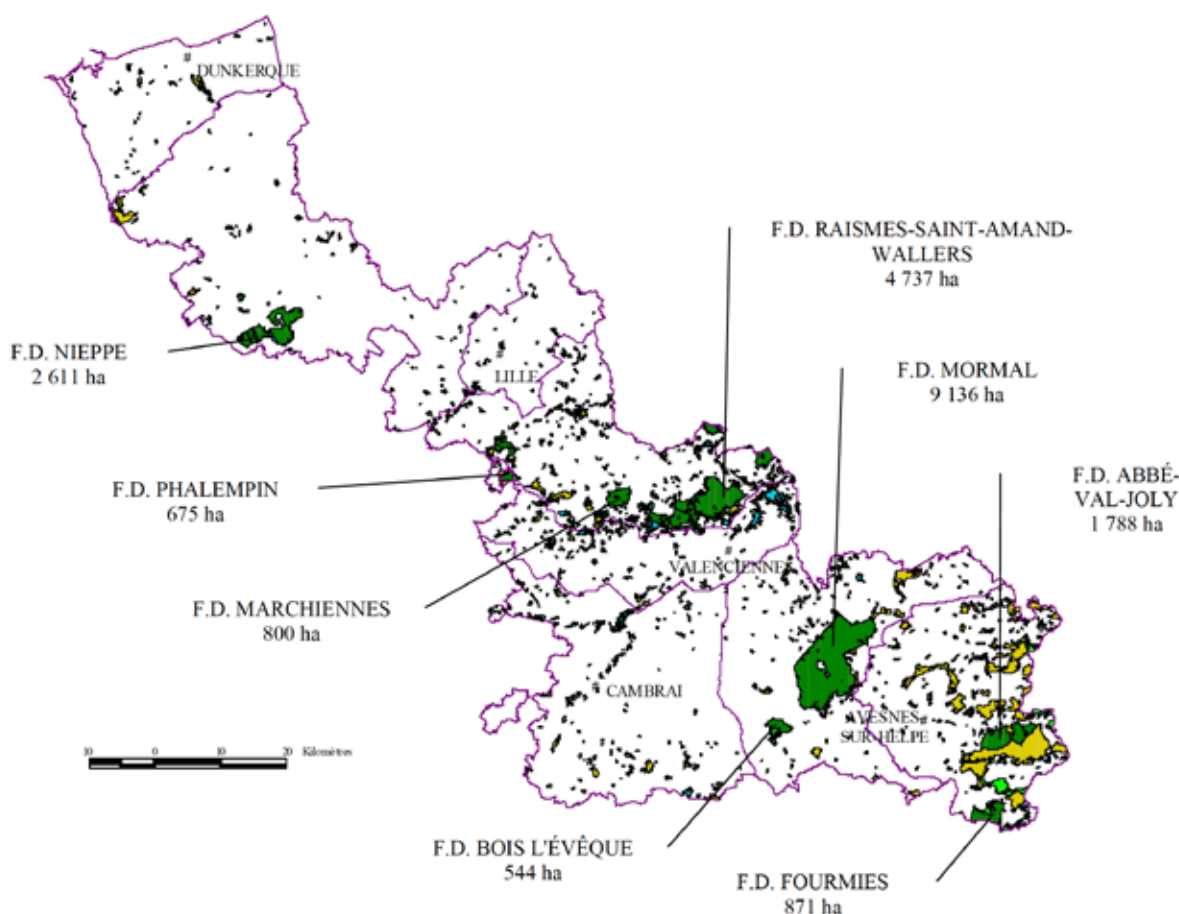 DUNKERQUE
F.D. RAISMES-SAINT-AMAND-
WALLERS
4 737 ha
F.D. NIEPPE
2 611 ha
LILLE
F.D. MORMAL
9 136 ha
F.D. PHALEMPIN
675 ha
F.D. ABBÉ-
VAL-JOLY
1 788 ha
VALENCIENNES
F.D. MARCHIENNES
800 ha
CAMBRAI
AVESNES-
SUR-HELPE
10 0 10 20 Kilomètres
F.D. BOIS L'ÉVÊQUE
544 ha
F.D. FOURMIES
871 ha